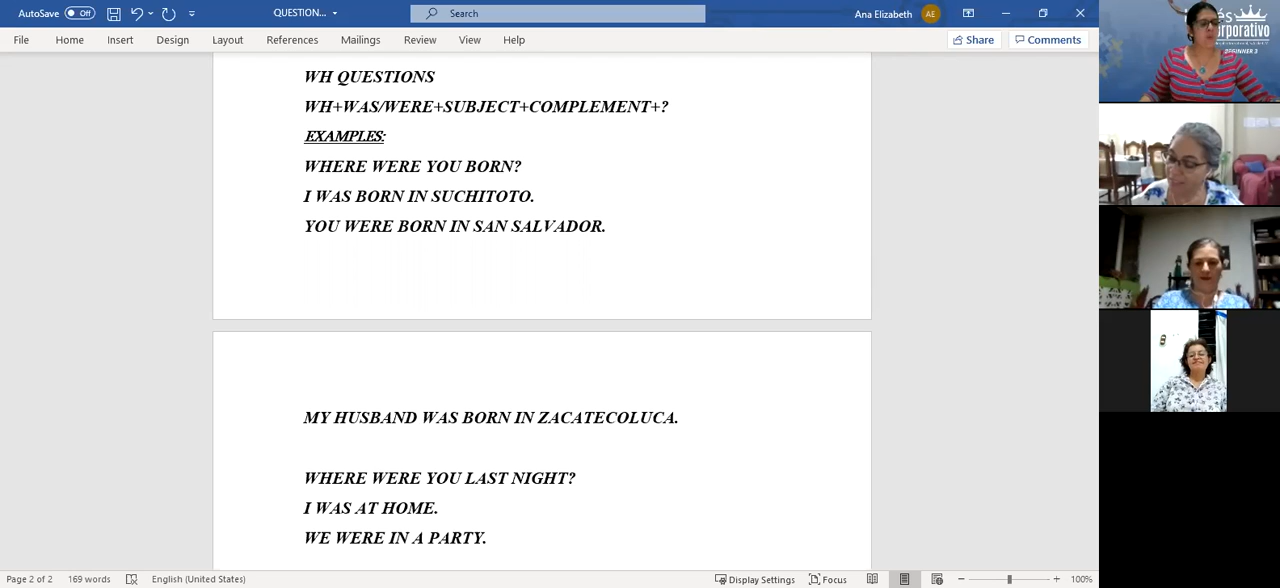 AutoSave Off QUESTION... Search Ana Elizabeth AE
File Home Insert Design Layout References Mailings Review View Help Share Comments
WH QUESTIONS
WH+WAS/WERE+SUBJECT+COMPLEMENT+?
EXAMPLES:
WHERE WERE YOU BORN?
I WAS BORN IN SUCHITOTO.
YOU WERE BORN IN SAN SALVADOR.
MY HUSBAND WAS BORN IN ZACATECOLUCA.
WHERE WERE YOU LAST NIGHT?
I WAS AT HOME.
WE WERE IN A PARTY.
Page 2 of 2 169 words English (United States) Display Settings Focus 100%
BEGINNER 3